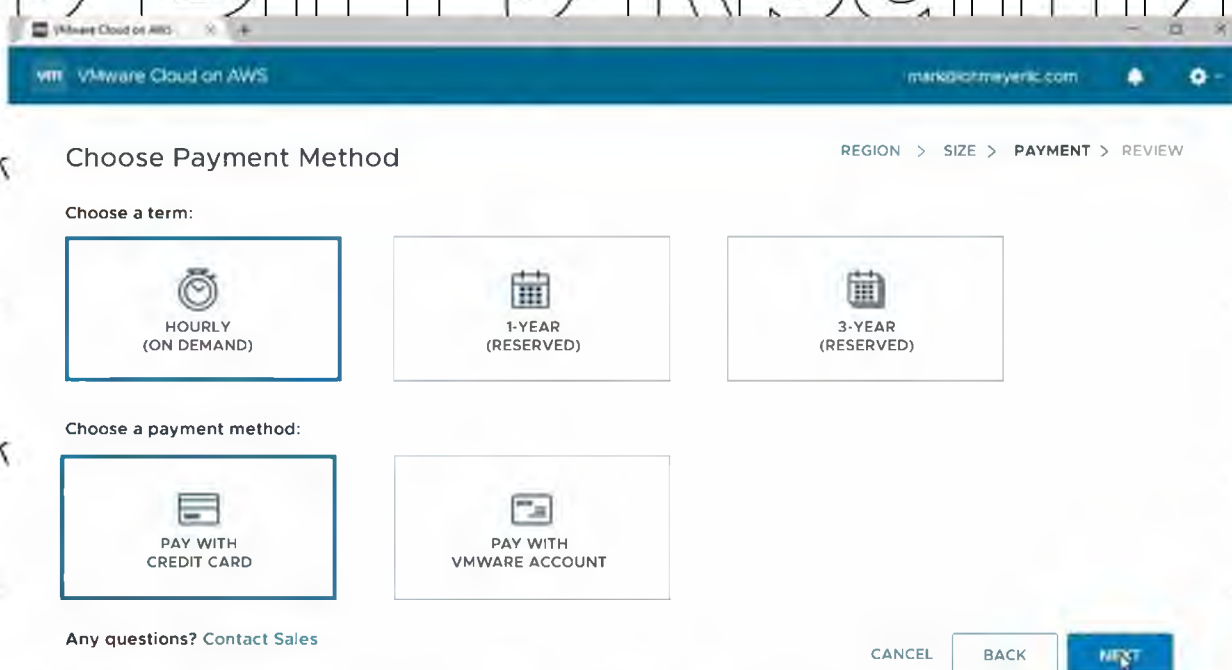 VMware Cloud on AWS
vm VMware Cloud on AWS
Choose Payment Method
REGION > SIZE > PAYMENT > REVIEW
Choose a term:
HOURLY
(ON DEMAND)
1-YEAR
(RESERVED)
3-YEAR
(RESERVED)
Choose a payment method:
PAY WITH
CREDIT CARD
PAY WITH
VMWARE ACCOUNT
Any questions? Contact Sales
CANCEL
BACK
NEXT